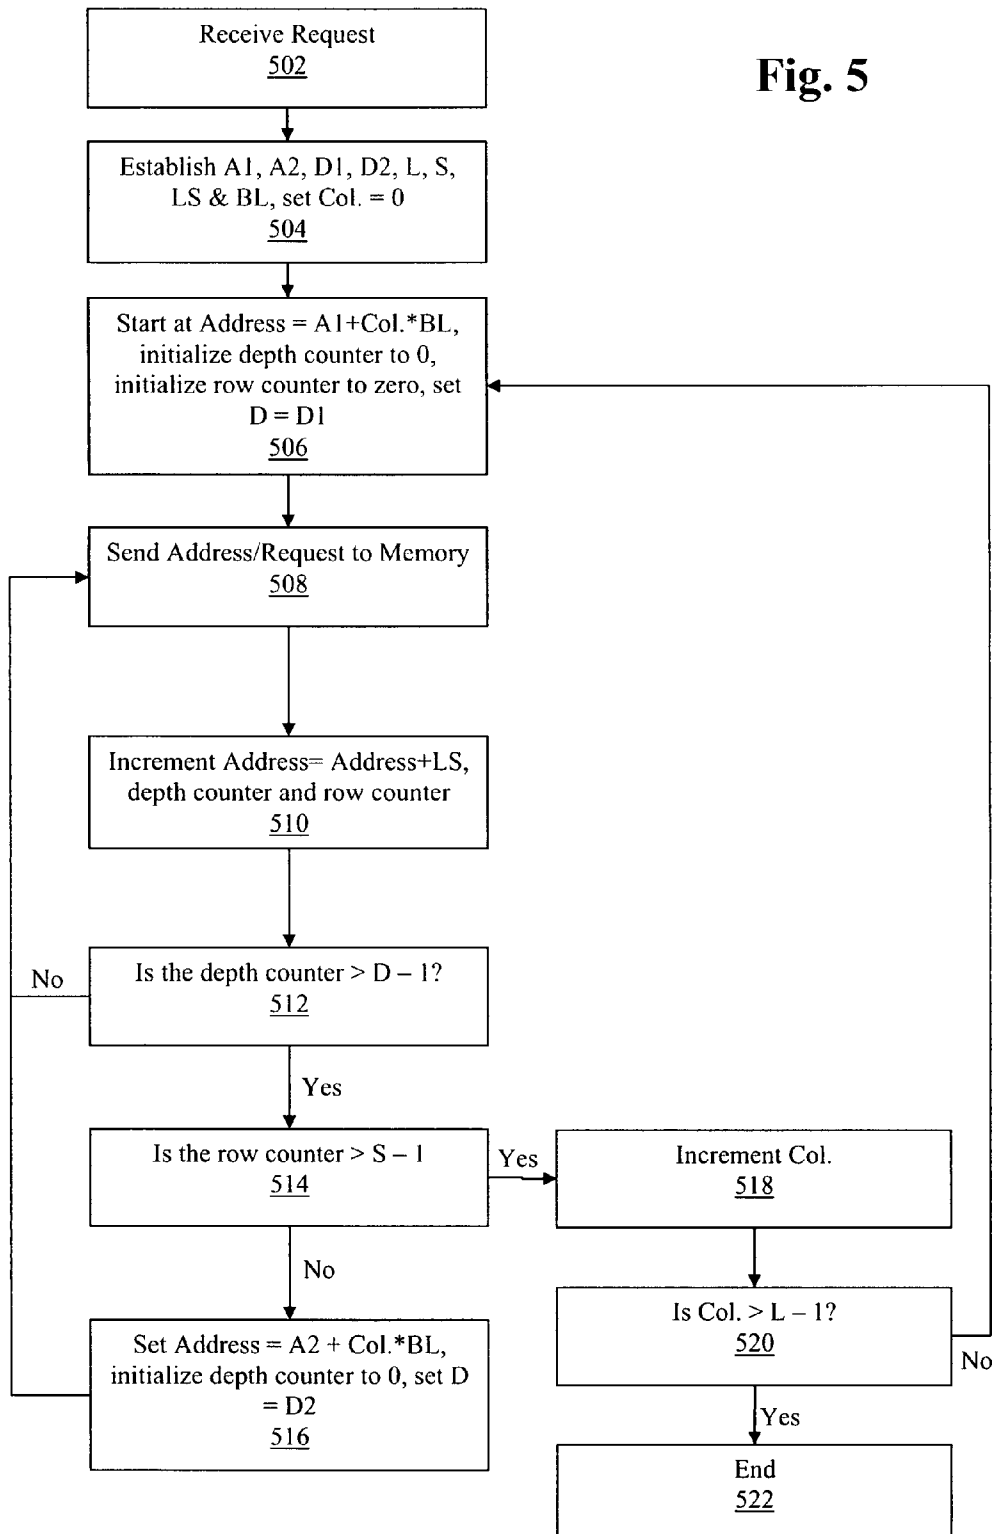 Fig. 5
Receive Request
502
Establish A1, A2, D1, D2, L, S,
LS & BL, set Col. = 0
504
Start at Address = A1+Col.*BL,
initialize depth counter to 0,
initialize row counter to zero, set
D = D1
506
Send Address/Request to Memory
508
Increment Address= Address+LS,
depth counter and row counter
510
Is the depth counter > D – 1?
512
No
Yes
Is the row counter > S – 1
514
Yes
No
Increment Col.
518
Set Address = A2 + Col.*BL,
initialize depth counter to 0, set D
= D2
516
Is Col. > L – 1?
520
No
Yes
End
522